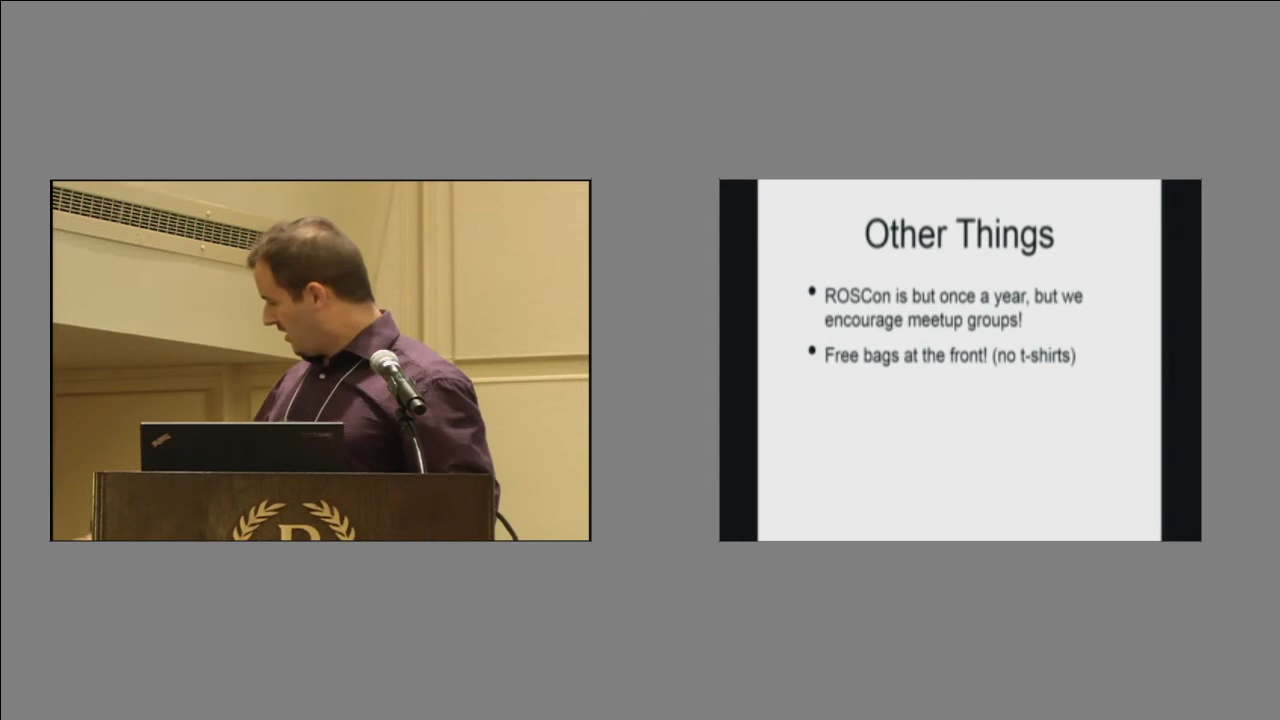 Other Things
• ROSCon is but once a year, but we
encourage meetup groups!
• Free bags at the front! (no t-shirts)